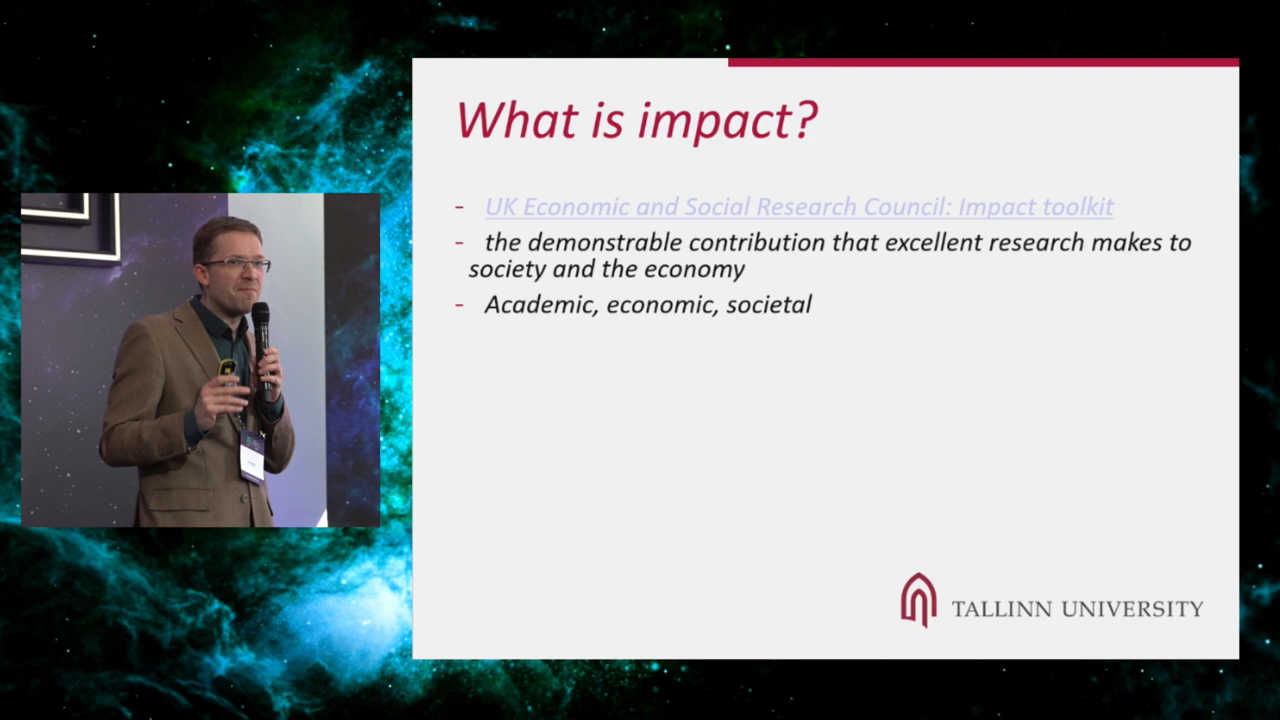 What is impact?
- UK Economic and Social Research Council: Impact toolkit
- the demonstrable contribution that excellent research makes to
society and the economy
- Academic, economic, societal
TALLINN UNIVERSITY